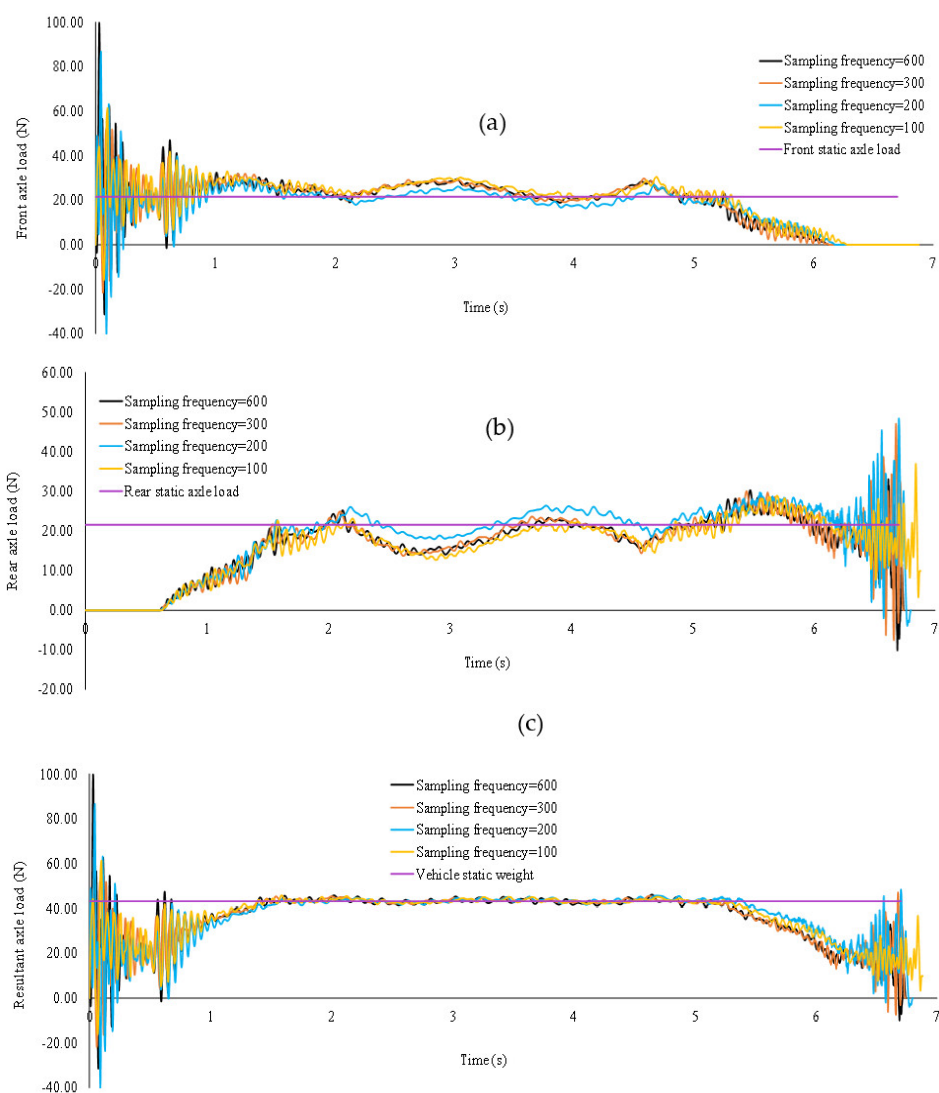 100.00
80.00
60.00
40.00
20.00
0.00
-20.00
-40.00
Front axle load (N)
(a)
Sampling frequency=600
Sampling frequency=300
Sampling frequency=200
Sampling frequency=100
Front static axle load
0 1 2 3 4 5 6 7
Time (s)
60.00
50.00
40.00
30.00
20.00
10.00
0.00
-10.00
-20.00
Rear axle load (N)
Sampling frequency=600
Sampling frequency=300
Sampling frequency=200
Sampling frequency=100
Rear static axle load
(b)
0 1 2 3 4 5 6 7
Time (s)
(c)
100.00
80.00
60.00
40.00
20.00
0.00
-20.00
-40.00
Resultant axle load (N)
Sampling frequency=600
Sampling frequency=300
Sampling frequency=200
Sampling frequency=100
Vehicle static weight
0 1 2 3 4 5 6 7
Time (s)